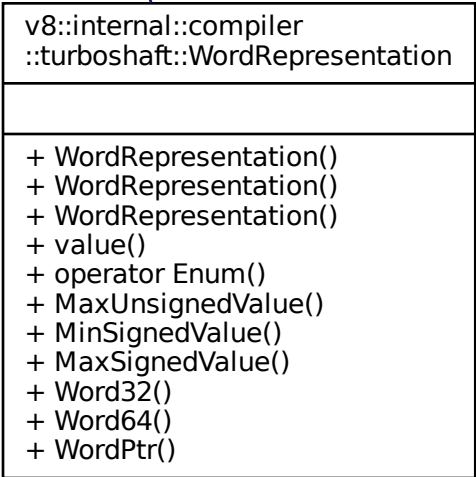 v8::internal::compiler
::turboshaft::WordRepresentation
+ WordRepresentation()
+ WordRepresentation()
+ WordRepresentation()
+ value()
+ operator Enum()
+ MaxUnsignedValue()
+ MinSignedValue()
+ MaxSignedValue()
+ Word32()
+ Word64()
+ WordPtr()